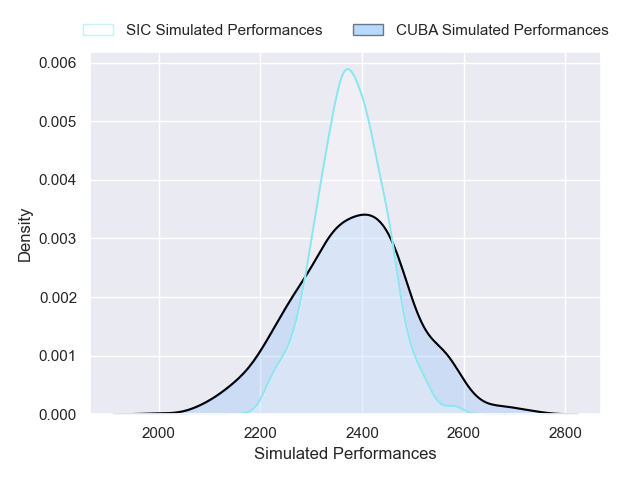 SIC Simulated Performances CUBA Simulated Performances
0.006
0.005
0.004
0.003
0.002
0.001
0.000
Density
2000 2200 2400 2600 2800
Simulated Performances